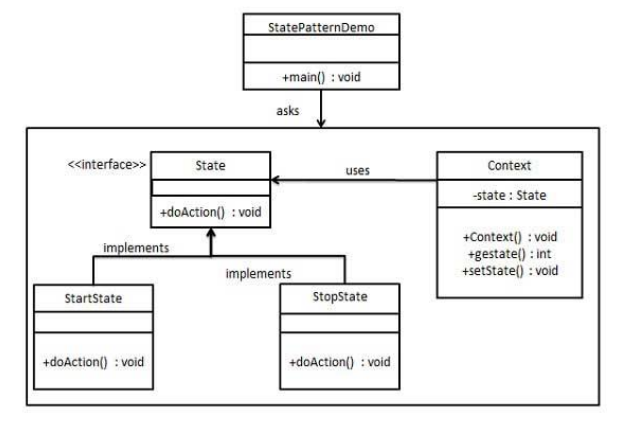 StatePatternDemo
+main() : void
asks
<<interface>>
State
+doAction() : void
uses
Context
-state : State
+Context() : void
+gestate() : int
+setState() : void
implements
implements
StartState
+doAction() : void
StopState
+doAction() : void